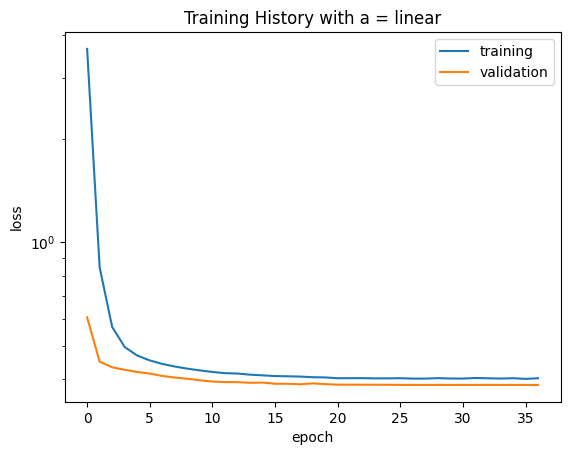 Training History with a = linear
training
validation
loss
10⁰
0 5 10 15 20 25 30 35
epoch